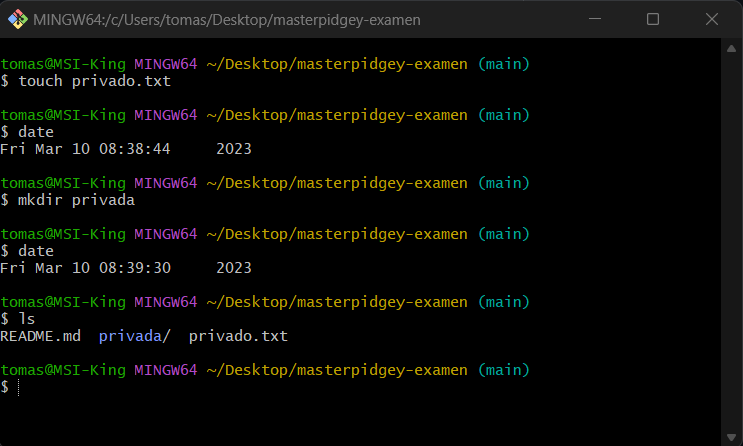 MINGW64:/c/Users/tomas/Desktop/masterpidgey-examen
tomas@MSI-King MINGW64 ~/Desktop/masterpidgey-examen (main)
$ touch privado.txt
tomas@MSI-King MINGW64 ~/Desktop/masterpidgey-examen (main)
$ date
Fri Mar 10 08:38:44     2023
tomas@MSI-King MINGW64 ~/Desktop/masterpidgey-examen (main)
$ mkdir privada
tomas@MSI-King MINGW64 ~/Desktop/masterpidgey-examen (main)
$ date
Fri Mar 10 08:39:30     2023
tomas@MSI-King MINGW64 ~/Desktop/masterpidgey-examen (main)
$ ls
README.md  privada/  privado.txt
tomas@MSI-King MINGW64 ~/Desktop/masterpidgey-examen (main)
$